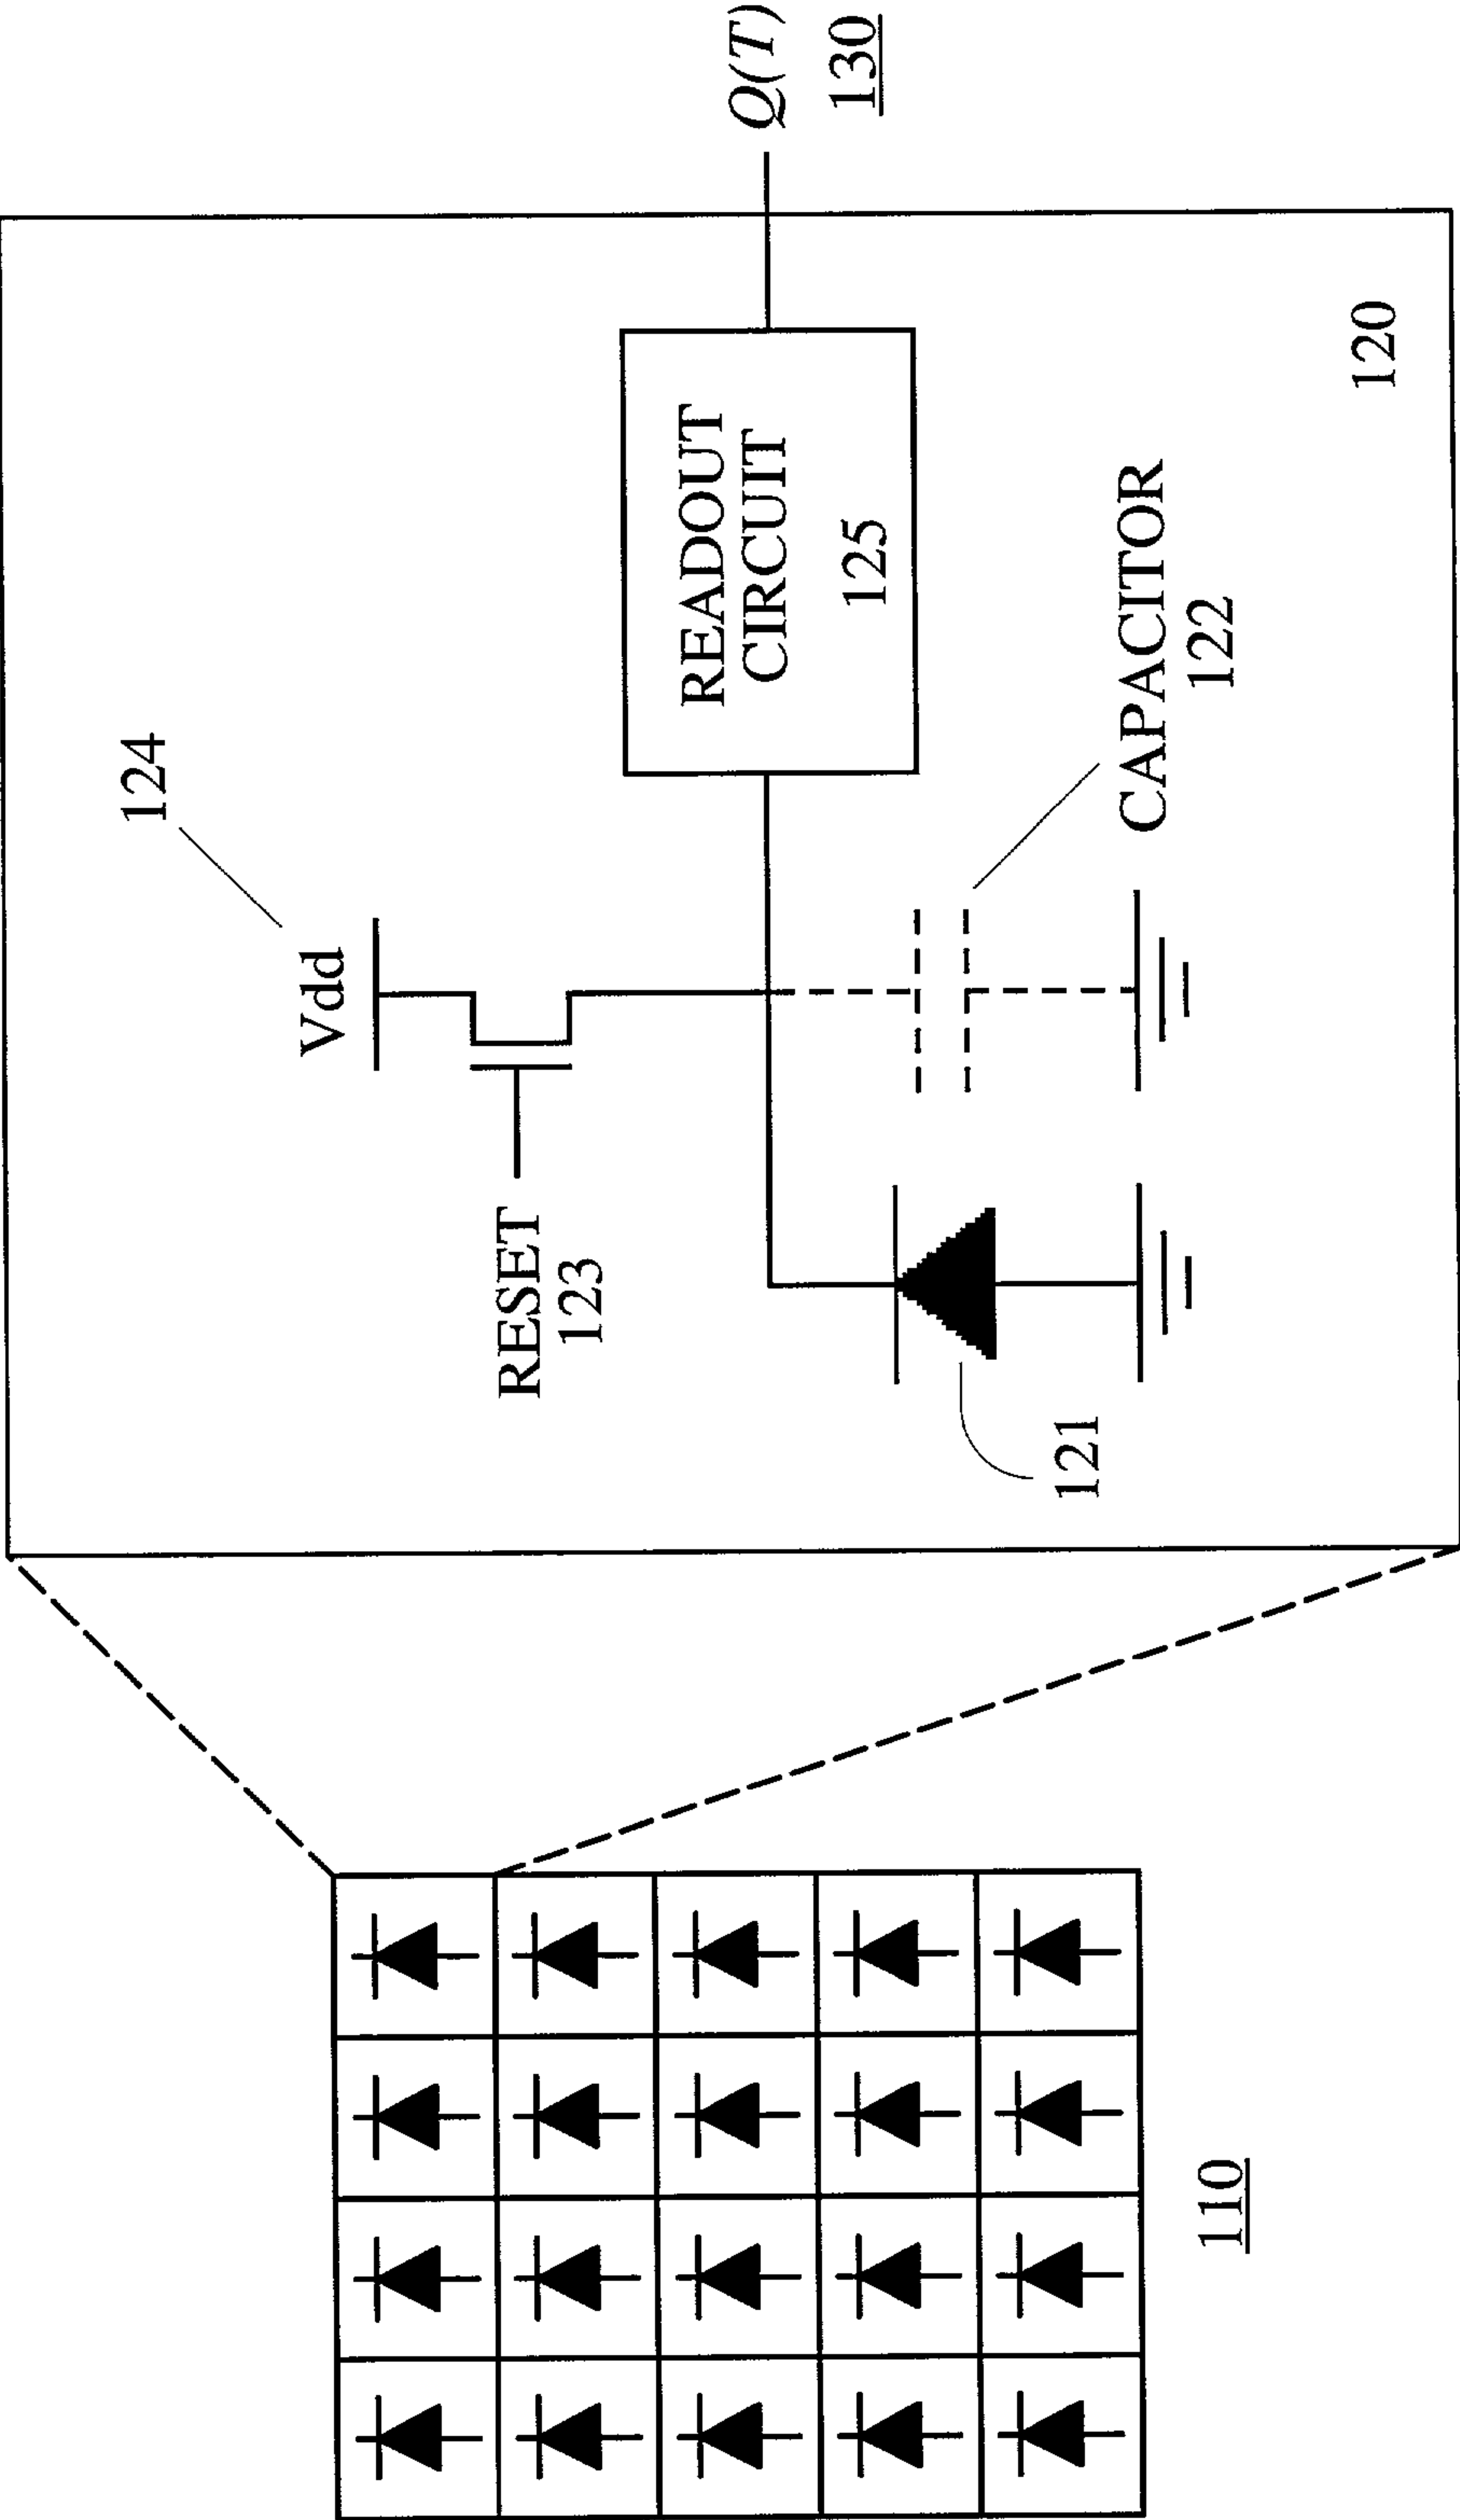 124
Vdd
RESET
123
READOUT
CIRCUIT
125
Q(T)
130
CAPACITOR
122
121
120
110